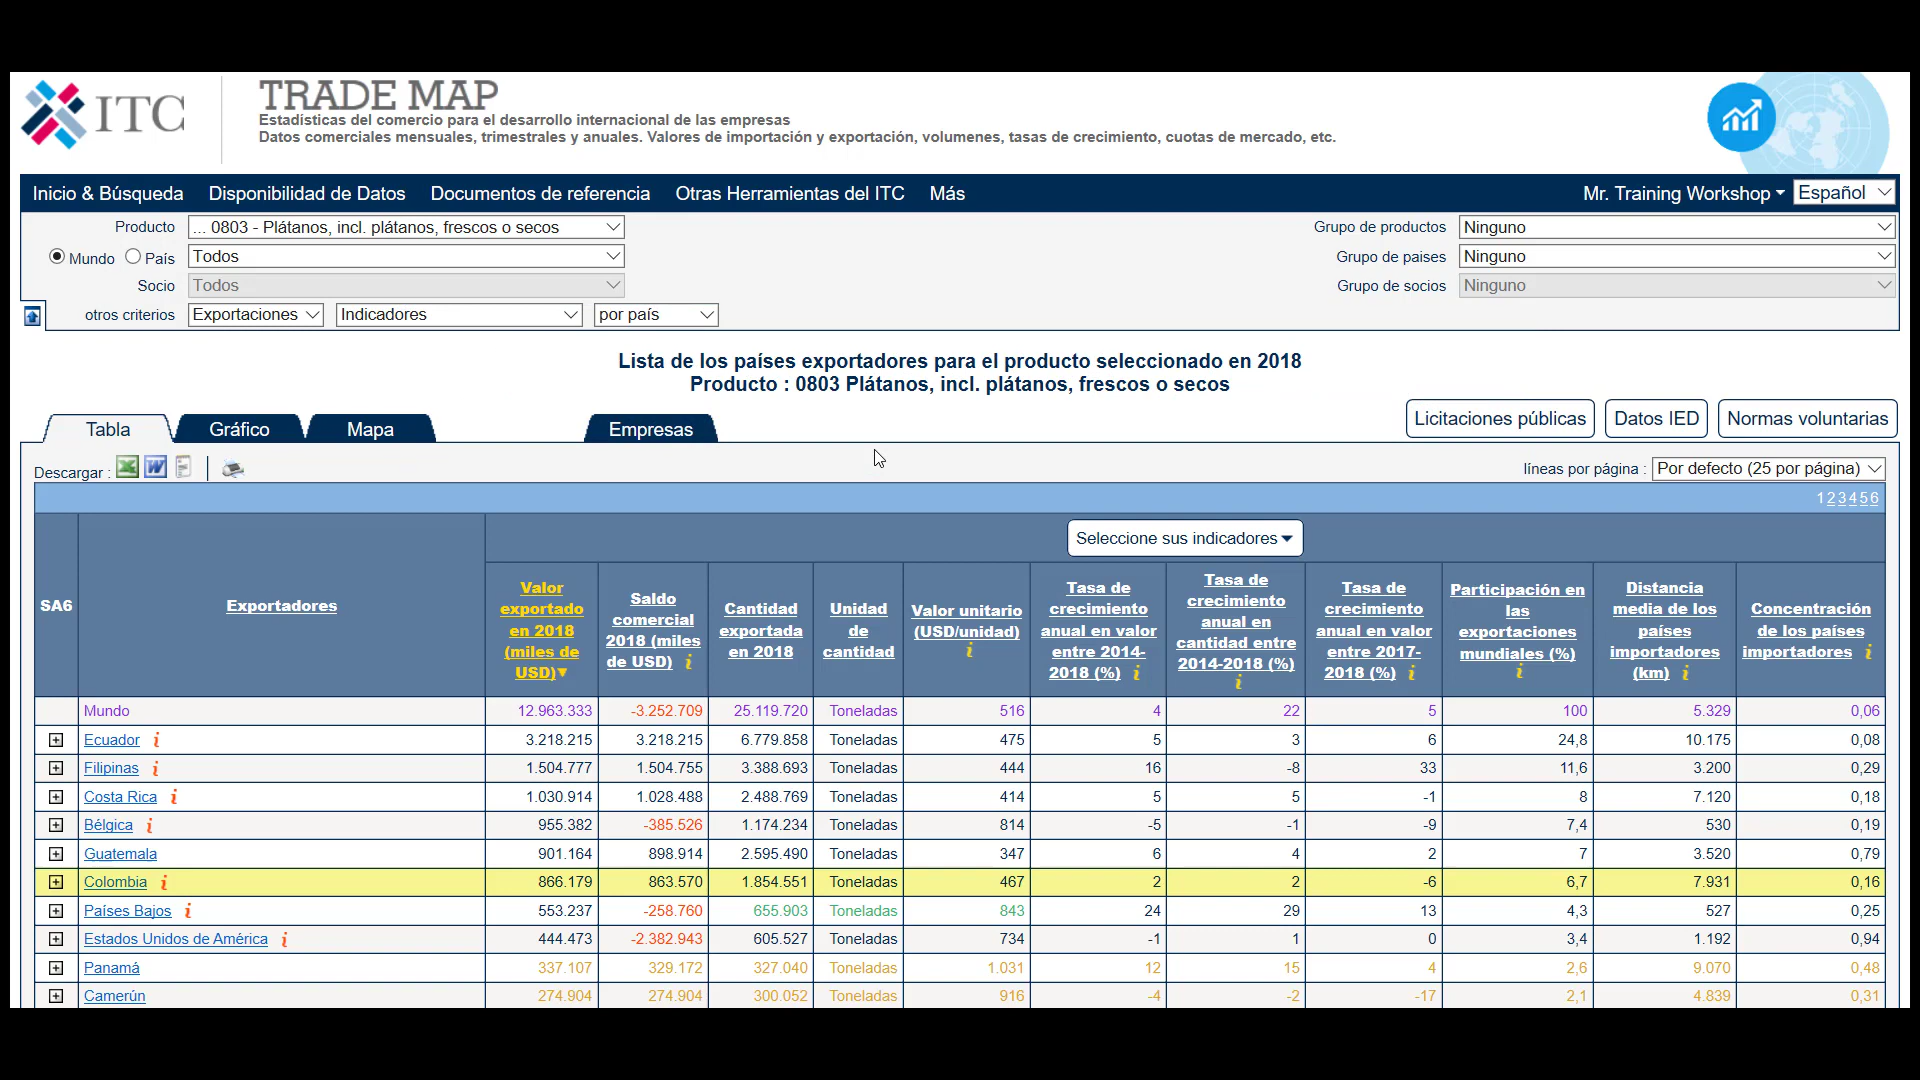 ITC
TRADE MAP
Estadísticas del comercio para el desarrollo internacional de las empresas
Datos comerciales mensuales, trimestrales y anuales. Valores de importación y exportación, volumenes, tasas de crecimiento, cuotas de mercado, etc.
Inicio & Búsqueda Disponibilidad de Datos Documentos de referencia Otras Herramientas del ITC Más Mr. Training Workshop Español
Producto ... 0803 - Plátanos, incl. plátanos, frescos o secos Grupo de productos Ninguno
Mundo País Todos Grupo de paises Ninguno
Socio Todos Grupo de socios Ninguno
otros criterios Exportaciones Indicadores por país
Lista de los países exportadores para el producto seleccionado en 2018
Producto : 0803 Plátanos, incl. plátanos, frescos o secos
Tabla Gráfico Mapa Empresas Licitaciones públicas Datos IED Normas voluntarias
Descargar : líneas por página : Por defecto (25 por página)
1 2 3 4 5 6
Seleccione sus indicadores
SA6
Exportadores
Valor
exportado
en 2018
(miles de
USD)▼
Saldo
comercial
2018 (miles
de USD) i
Cantidad
exportada
en 2018
Unidad
de
cantidad
Valor unitario
(USD/unidad)
i
Tasa de
crecimiento
anual en valor
entre 2014-
2018 (%) i
Tasa de
crecimiento
anual en
cantidad entre
2014-2018 (%)
i
Tasa de
crecimiento
anual en valor
entre 2017-
2018 (%) i
Participación en
las
exportaciones
mundiales (%)
i
Distancia
media de los
países
importadores
(km) i
Concentración
de los países
importadores i
Mundo 12.963.333 -3.252.709 25.119.720 Toneladas 516 4 22 5 100 5.329 0,06
Ecuador i 3.218.215 3.218.215 6.779.858 Toneladas 475 5 3 6 24,8 10.175 0,08
Filipinas i 1.504.777 1.504.755 3.388.693 Toneladas 444 16 -8 33 11,6 3.200 0,29
Costa Rica i 1.030.914 1.028.488 2.488.769 Toneladas 414 5 5 -1 8 7.120 0,18
Bélgica i 955.382 -385.526 1.174.234 Toneladas 814 -5 -1 -9 7,4 530 0,19
Guatemala 901.164 898.914 2.595.490 Toneladas 347 6 4 2 7 3.520 0,79
Colombia i 866.179 863.570 1.854.551 Toneladas 467 2 2 -6 6,7 7.931 0,16
Países Bajos i 553.237 -258.760 655.903 Toneladas 843 24 29 13 4,3 527 0,25
Estados Unidos de América i 444.473 -2.382.943 605.527 Toneladas 734 -1 1 0 3,4 1.192 0,94
Panamá 337.107 329.172 327.040 Toneladas 1.031 12 15 4 2,6 9.070 0,48
Camerún 274.904 274.904 300.052 Toneladas 916 -4 -2 -17 2,1 4.839 0,31